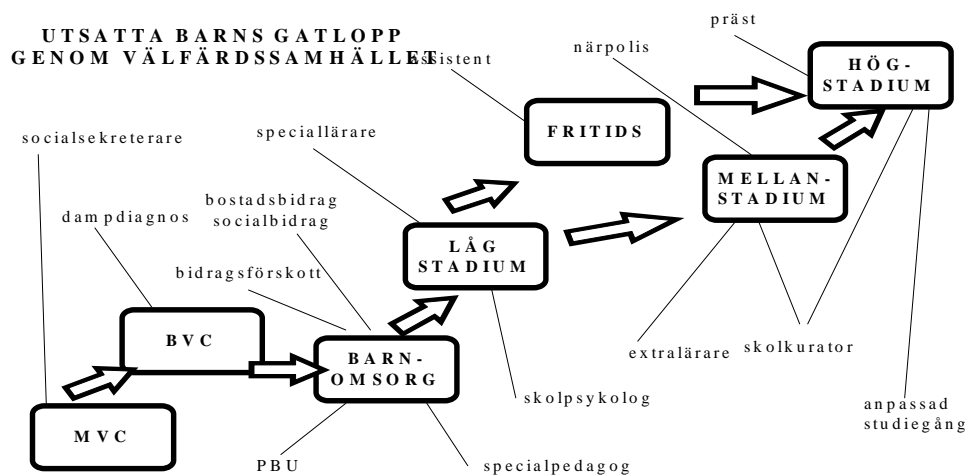 UTSATTA BARNS GATLOPP
GENOM VÄLFÄRDSSAMHÄLLET
assistent
närpolis
präst
HÖG-
STADIUM
FRITIDS
socialsekreterare
speciallärare
MELLAN-
STADIUM
bostadsbidrag
socialbidrag
dampdiagnos
LÅG
STADIUM
bidragsförskott
BVC
BARN-
OMSORG
extralärare
skolkurator
skolpsykolog
anpassad
studiegång
MVC
PBU
specialpedagog